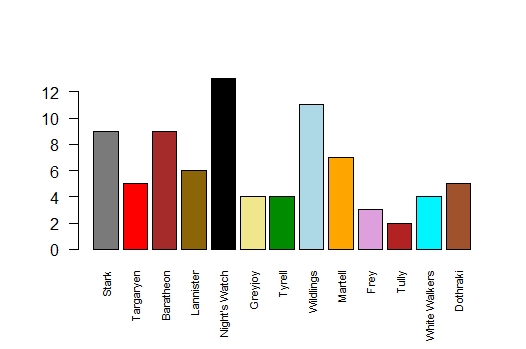 12
10
8
6
4
2
0
Stark
Targaryen
Baratheon
Lannister
Night's Watch
Greyjoy
Tyrell
Wildlings
Martell
Frey
Tully
White Walkers
Dothraki